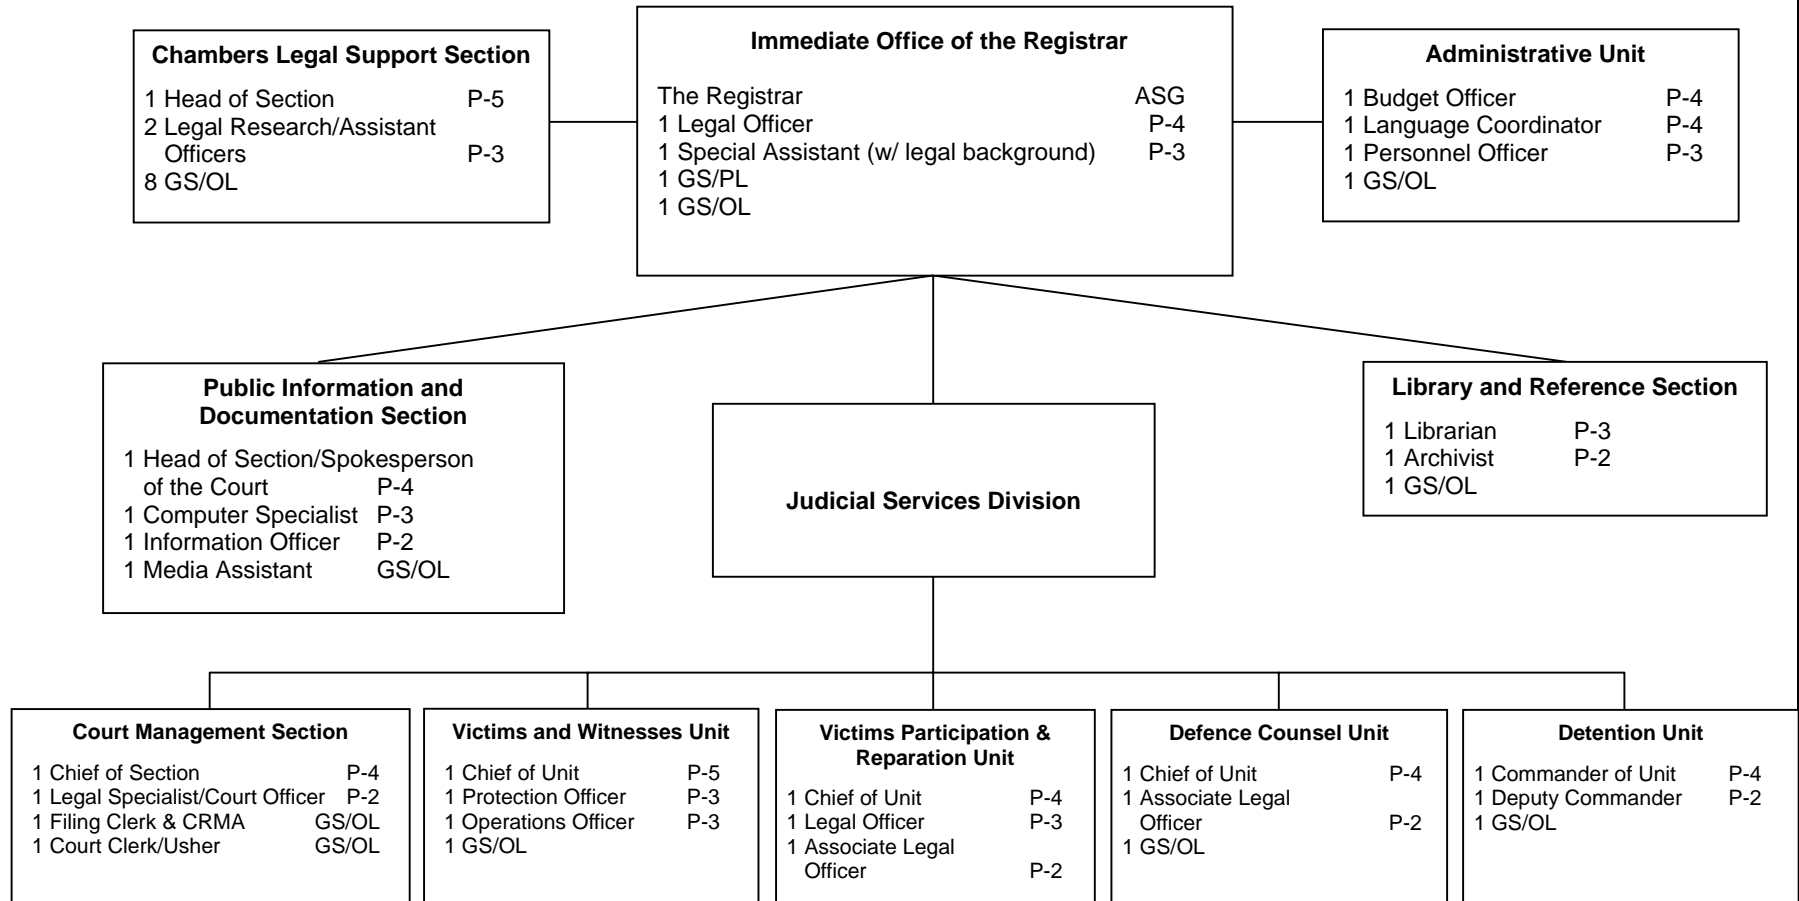 Chambers Legal Support Section
1 Head of Section P-5
2 Legal Research/Assistant
Officers P-3
8 GS/OL
Immediate Office of the Registrar
The Registrar ASG
1 Legal Officer P-4
1 Special Assistant (w/ legal background) P-3
1 GS/PL
1 GS/OL
Administrative Unit
1 Budget Officer P-4
1 Language Coordinator P-4
1 Personnel Officer P-3
1 GS/OL
Public Information and
Documentation Section
1 Head of Section/Spokesperson
of the Court P-4
1 Computer Specialist P-3
1 Information Officer P-2
1 Media Assistant GS/OL
Judicial Services Division
Library and Reference Section
1 Librarian P-3
1 Archivist P-2
1 GS/OL
Court Management Section
1 Chief of Section P-4
1 Legal Specialist/Court Officer P-2
1 Filing Clerk & CRMA GS/OL
1 Court Clerk/Usher GS/OL
Victims and Witnesses Unit
1 Chief of Unit P-5
1 Protection Officer P-3
1 Operations Officer P-3
1 GS/OL
Victims Participation &
Reparation Unit
1 Chief of Unit P-4
1 Legal Officer P-3
1 Associate Legal
Officer P-2
Defence Counsel Unit
1 Chief of Unit P-4
1 Associate Legal
Officer P-2
1 GS/OL
Detention Unit
1 Commander of Unit P-4
1 Deputy Commander P-2
1 GS/OL